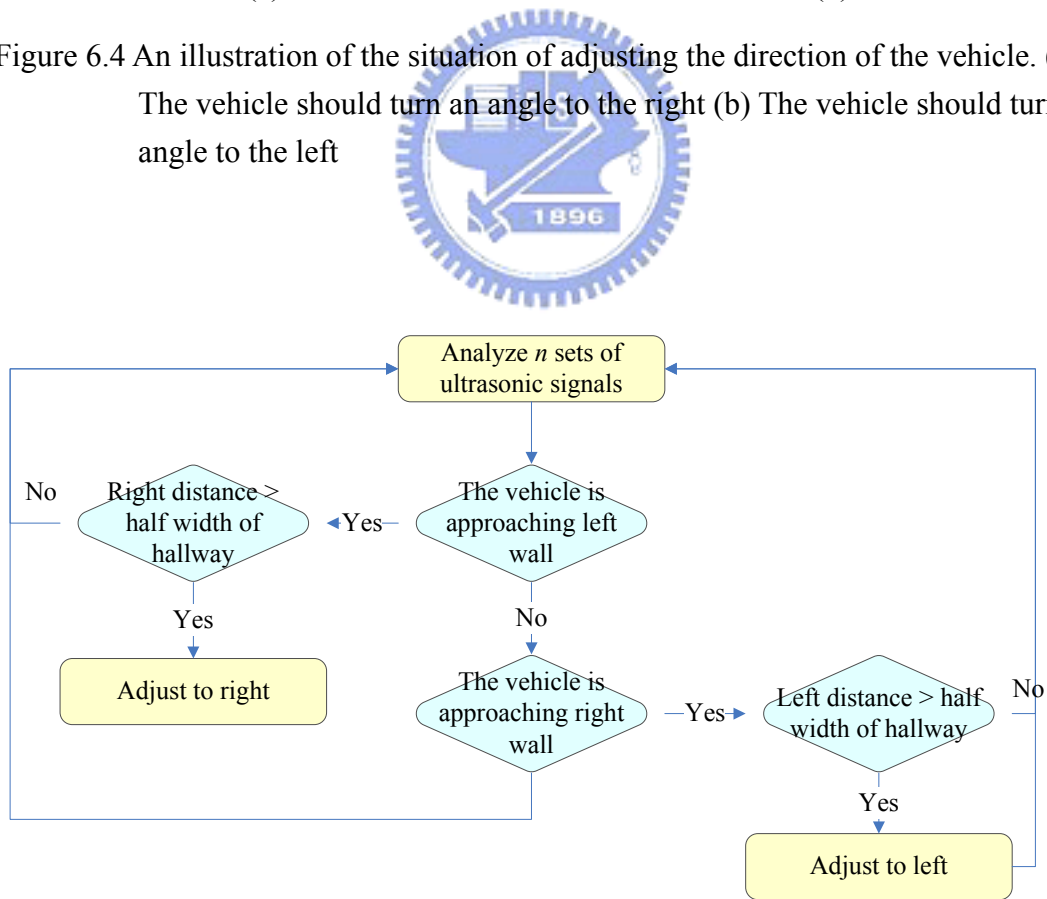 Figure 6.4 An illustration of the situation of adjusting the direction of the vehicle. (
The vehicle should turn an angle to the right (b) The vehicle should turn
angle to the left
1896
Analyze n sets of
ultrasonic signals
No
Right distance >
half width of
hallway
Yes
The vehicle is
approaching left
wall
Yes
No
Adjust to right
The vehicle is
approaching right
wall
Yes
Left distance > half
width of hallway
No
Yes
Adjust to left